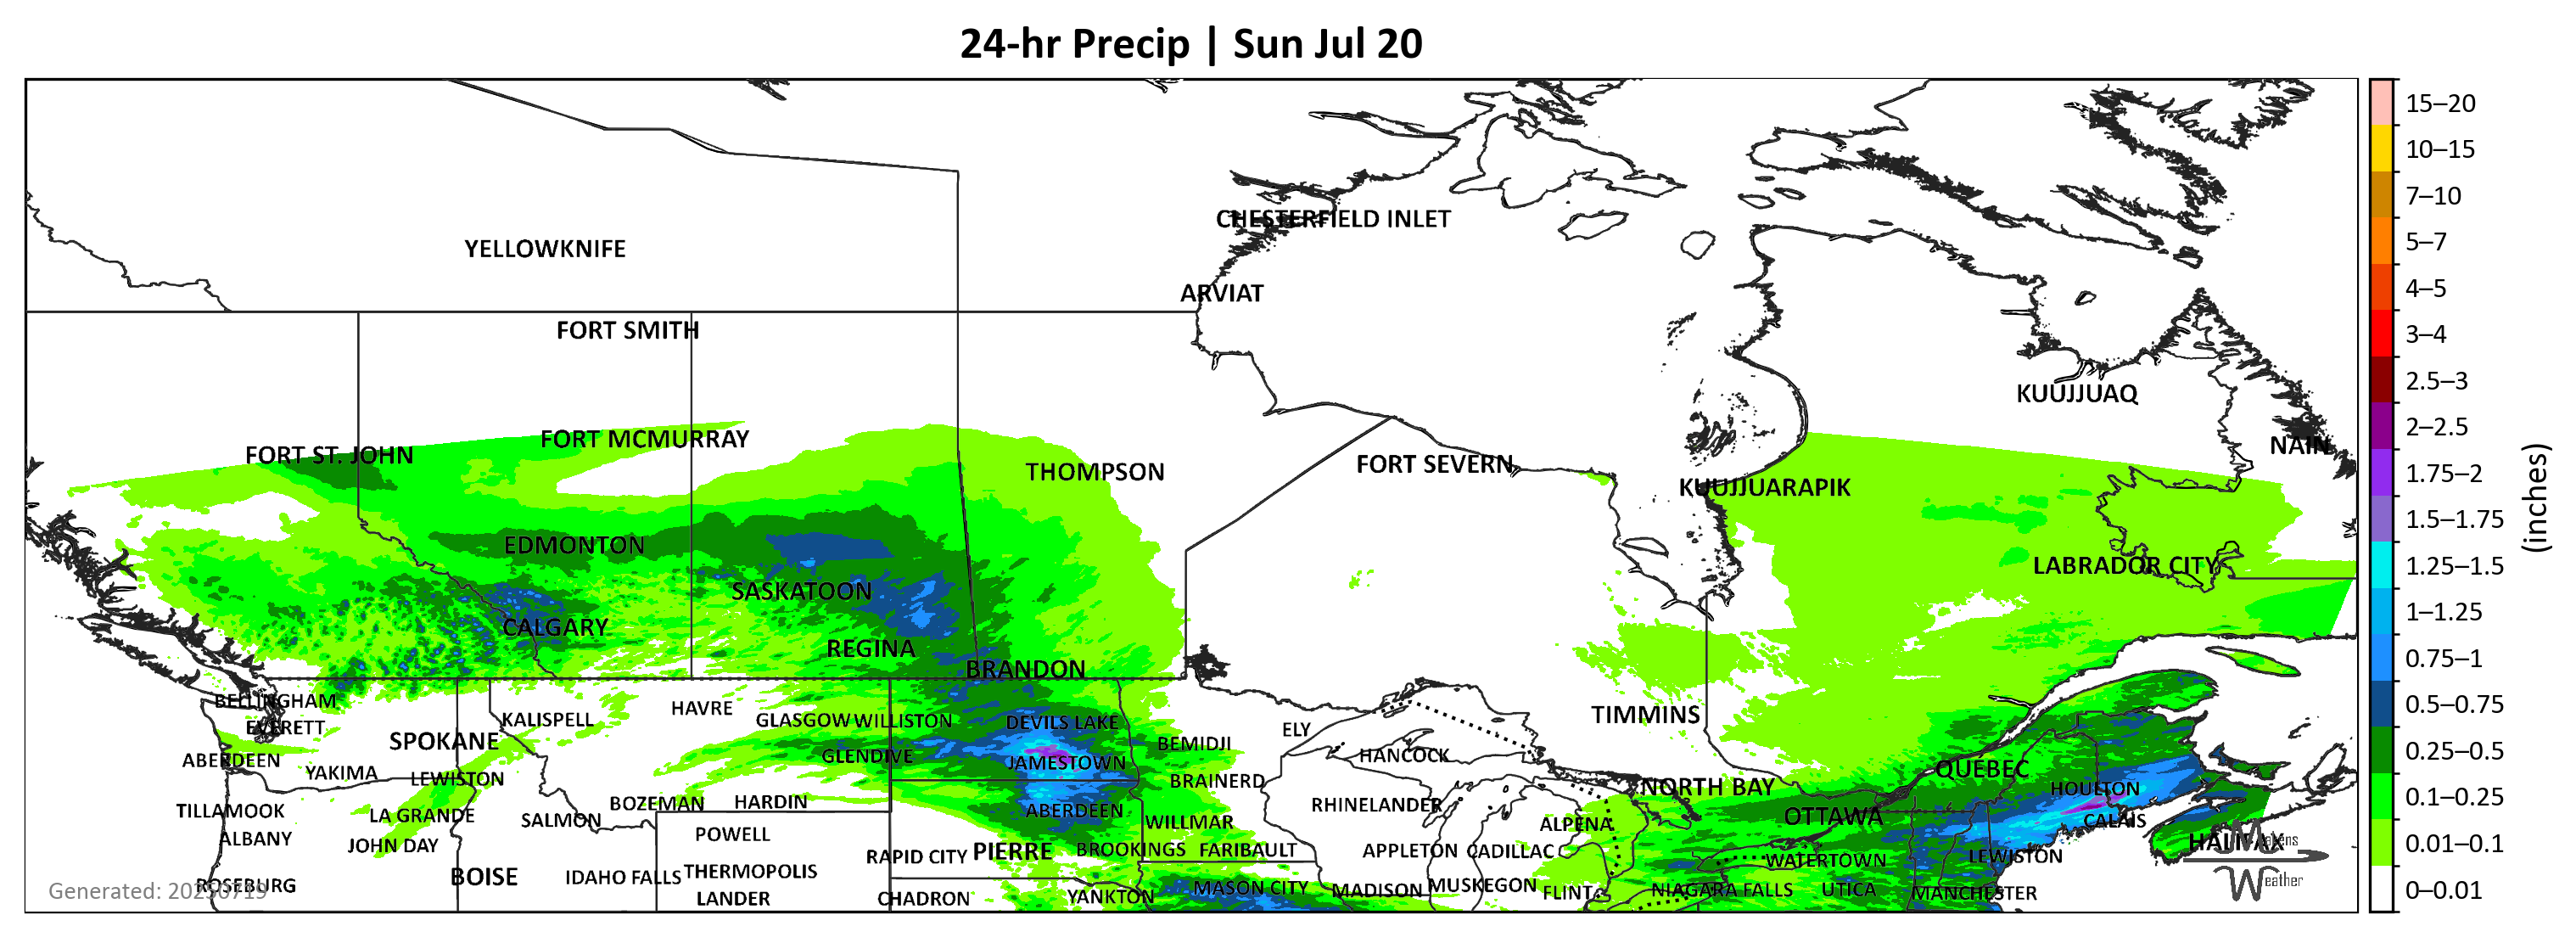 24-hr Precip | Sun Jul 20
CHESTERFIELD INLET
YELLOWKNIFE
ARVIAT
FORT SMITH
KUUJJUAQ
FORT MCMURRAY
NAIN
FORT ST. JOHN
FORT SEVERN
THOMPSON
KUUJJUARAPIK
EDMONTON
LABRADOR CITY
SASKATOON
CALGARY
REGINA
BRANDON
BELLINGHAM
HAVRE
TIMMINS
KALISPELL
GLASGOW WILLISTON
DEVILS LAKE
EVERETT
ELY
SPOKANE
BEMIDJI
HANCOCK
ABERDEEN
GLENDIVE
JAMESTOWN
QUÉBEC
YAKIMA
LEWISTON
BRAINERD
NORTH BAY
HOULTON
BOZEMAN
HARDIN
RHINELANDER
TILLAMOOK
LA GRANDE
SALMON
ABERDEEN
WILLMAR
ALPENA
OTTAWA
CALAIS
ALBANY
JOHN DAY
POWELL
HALIFAX
RAPID CITY
PIERRE
BROOKINGS
FARIBAULT
APPLETON
CADILLAC
WATERTOWN
LEWISTON
BOISE
IDAHO FALLS
THERMOPOLIS
ROSEBURG
LANDER
CHADRON
YANKTON
MASON CITY
MADISON
MUSKEGON
FLINT
NIAGARA FALLS
UTICA
MANCHESTER
Generated: 20250719
Weather
15–20
10–15
7–10
5–7
4–5
3–4
2.5–3
2–2.5
1.75–2
1.5–1.75
1.25–1.5
1–1.25
0.75–1
0.5–0.75
0.25–0.5
0.1–0.25
0.01–0.1
0–0.01
(inches)